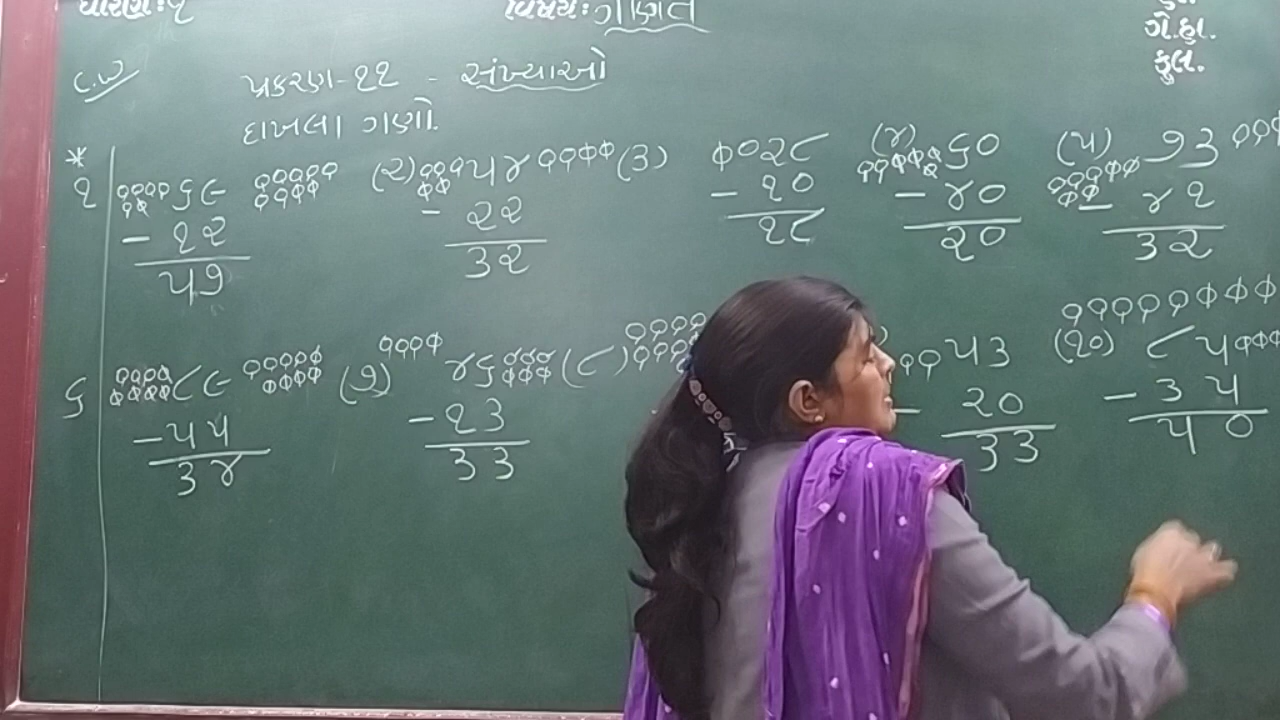 ધોરણ:૧ વિષય:ગણિત
ગે.હા.
કુલ.
C.W પ્રકરણ-૧૧ - સંખ્યાઓ
દાખલા ગણો.
* (૨) ૫૪ (૩) ૨૮ (૪) ૬૦ (૫) ૭૩
૧ ૬૯ - ૨૨ - ૧૦ - ૪૦ - ૪૧
- ૧૨ ૩૨ ૧૮ ૨૦ ૩૨
૫૭
૬ ૮૯ (૭) ૪૬ (૮) ૫૩ (૧૦) ૮૫
- ૫૫ - ૧૩ - ૨૦ - ૩૫
૩૪ ૩૩ ૩૩ ૫૦